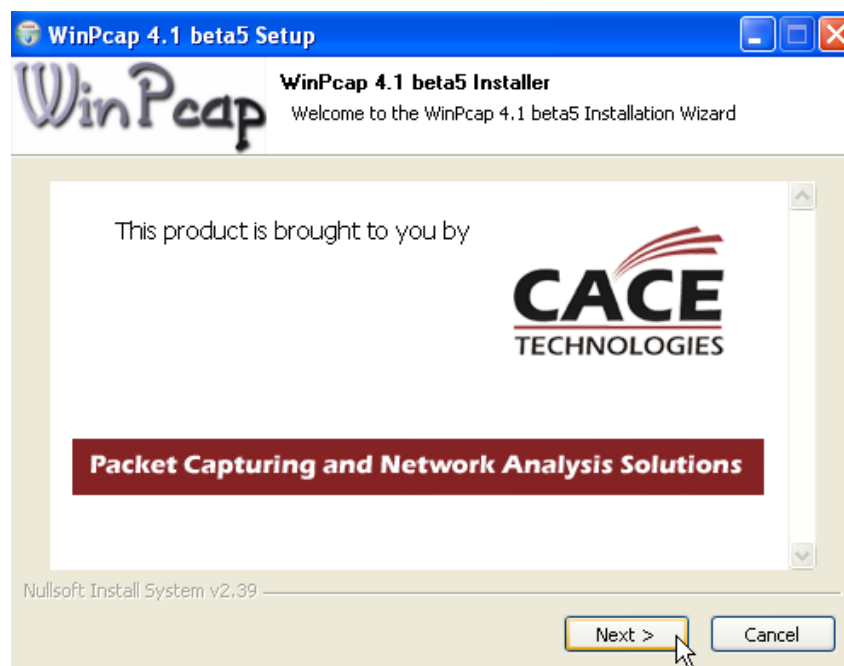 WinPcap 4.1 beta5 Setup
WinPcap
WinPcap 4.1 beta5 Installer
Welcome to the WinPcap 4.1 beta5 Installation Wizard
This product is brought to you by
CACE
TECHNOLOGIES
Packet Capturing and Network Analysis Solutions
Nullsoft Install System v2.39
Next >
Cancel